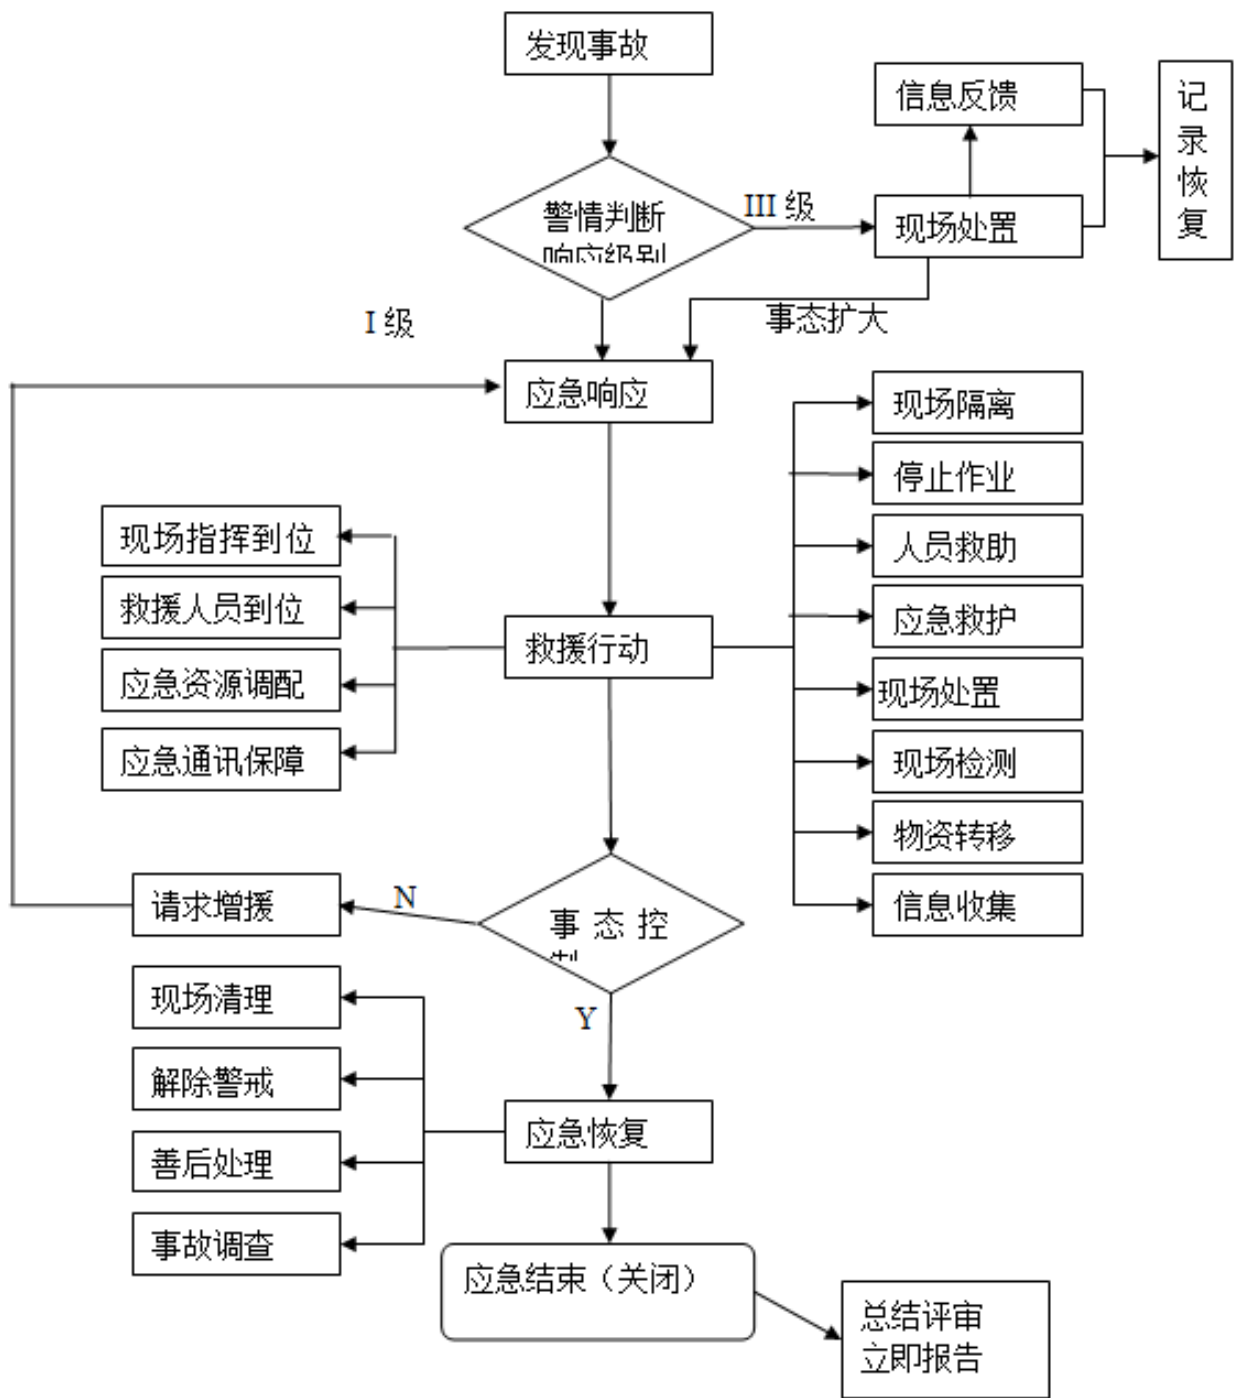 发现事故
信息反馈
记
录
恢
复
警情判断
响应级别
III 级
现场处置
I 级
事态扩大
应急响应
现场隔离
停止作业
现场指挥到位
人员救助
救援人员到位
应急救护
救援行动
应急资源调配
现场处置
应急通讯保障
现场检测
物资转移
请求增援
N
事 态 控
信息收集
现场清理
Y
解除警戒
应急恢复
善后处理
事故调查
应急结束（关闭）
总结评审
立即报告